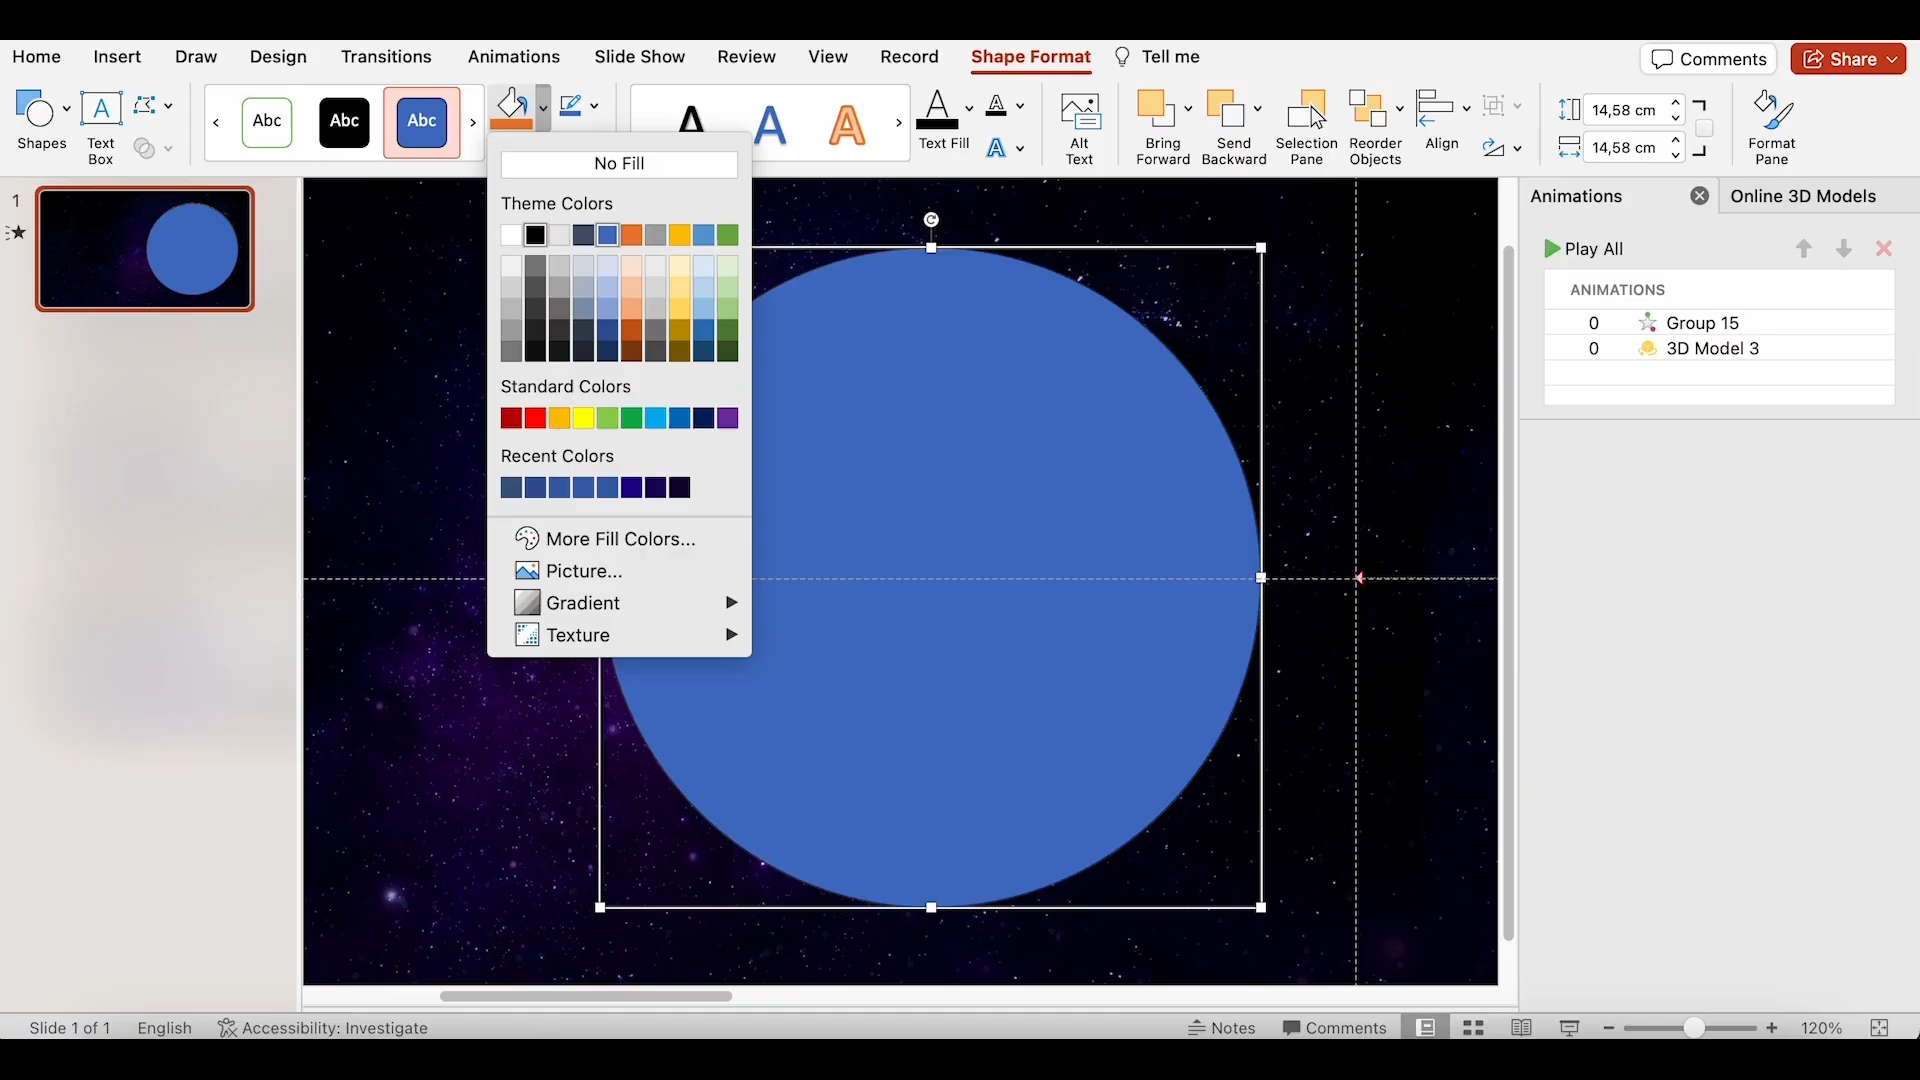 Home Insert Draw Design Transitions Animations Slide Show Review View Record Shape Format Tell me Comments Share
Shapes
Text
Box
Abc Abc Abc
A A A
A
Text Fill
A
A
Alt
Text
Bring
Forward
Send
Backward
Selection
Pane
Reorder
Objects
Align
14,58 cm
14,58 cm
Format
Pane
1
No Fill
Theme Colors
Standard Colors
Recent Colors
More Fill Colors...
Picture...
Gradient
Texture
Animations
Online 3D Models
Play All
ANIMATIONS
0 Group 15
0 3D Model 3
Slide 1 of 1 English Accessibility: Investigate Notes Comments 120%